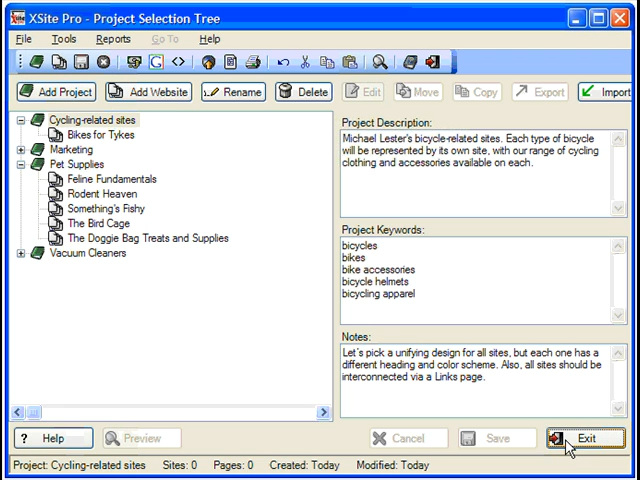 XSite Pro - Project Selection Tree
File Tools Reports Go To Help
Add Project Add Website Rename Delete Edit Move Copy Export Import
Cycling-related sites
Bikes for Tykes
Marketing
Pet Supplies
Feline Fundamentals
Rodent Heaven
Something's Fishy
The Bird Cage
The Doggie Bag Treats and Supplies
Vacuum Cleaners
Project Description:
Michael Lester's bicycle-related sites. Each type of bicycle
will be represented by its own site, with our range of cycling
clothing and accessories available on each.
Project Keywords:
bicycles
bikes
bike accessories
bicycle helmets
bicycling apparel
Notes:
Let's pick a unifying design for all sites, but each one has a
different heading and color scheme. Also, all sites should be
interconnected via a Links page.
? Help Preview Cancel Save Exit
Project: Cycling-related sites Sites: 0 Pages: 0 Created: Today Modified: Today